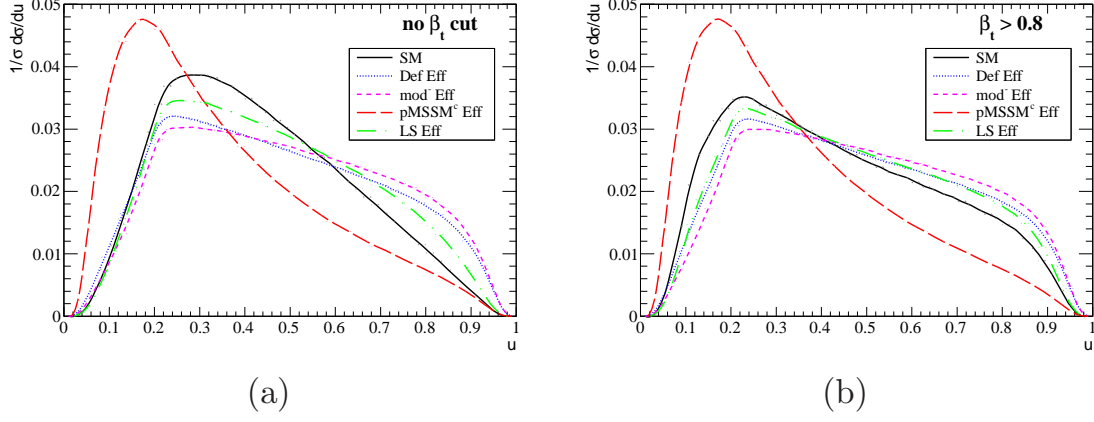 1/σ dσ/du
0.05
0.04
0.03
0.02
0.01
0
no βt cut
SM
Def Eff
mod- Eff
pMSSMc Eff
LS Eff
0 0.1 0.2 0.3 0.4 0.5 0.6 0.7 0.8 0.9 1
u
(a)
1/σ dσ/du
0.05
0.04
0.03
0.02
0.01
0
βt > 0.8
SM
Def Eff
mod- Eff
pMSSMc Eff
LS Eff
0 0.1 0.2 0.3 0.4 0.5 0.6 0.7 0.8 0.9 1
u
(b)